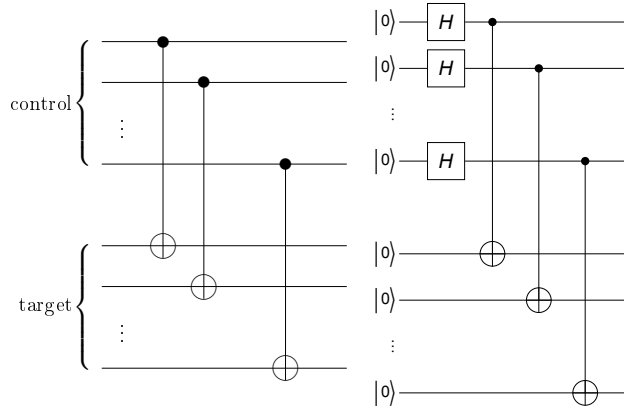 control
⋮
target
⋮
|0⟩ H
|0⟩ H
⋮
|0⟩ H
|0⟩
|0⟩
⋮
|0⟩